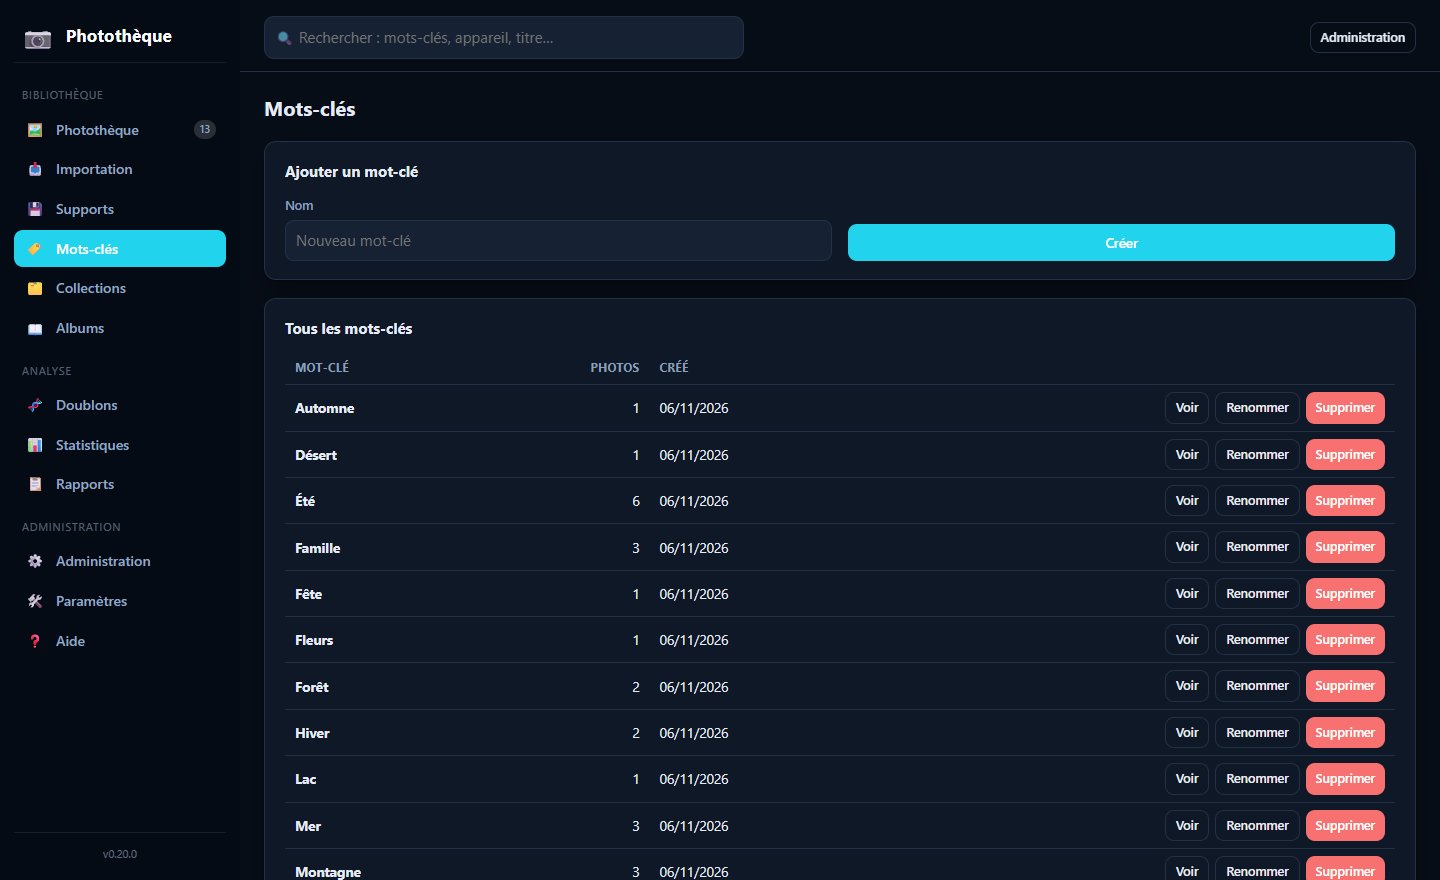 Photothèque
BIBLIOTHÈQUE
Photothèque 13
Importation
Supports
Mots-clés
Collections
Albums
ANALYSE
Doublons
Statistiques
Rapports
ADMINISTRATION
Administration
Paramètres
Aide
v0.20.0
Rechercher : mots-clés, appareil, titre...
Administration
Mots-clés
Ajouter un mot-clé
Nom
Nouveau mot-clé
Créer
Tous les mots-clés
MOT-CLÉ PHOTOS CRÉÉ
Automne 1 06/11/2026 Voir Renommer Supprimer
Désert 1 06/11/2026 Voir Renommer Supprimer
Été 6 06/11/2026 Voir Renommer Supprimer
Famille 3 06/11/2026 Voir Renommer Supprimer
Fête 1 06/11/2026 Voir Renommer Supprimer
Fleurs 1 06/11/2026 Voir Renommer Supprimer
Forêt 2 06/11/2026 Voir Renommer Supprimer
Hiver 2 06/11/2026 Voir Renommer Supprimer
Lac 1 06/11/2026 Voir Renommer Supprimer
Mer 3 06/11/2026 Voir Renommer Supprimer
Montagne 3 06/11/2026 Voir Renommer Supprimer